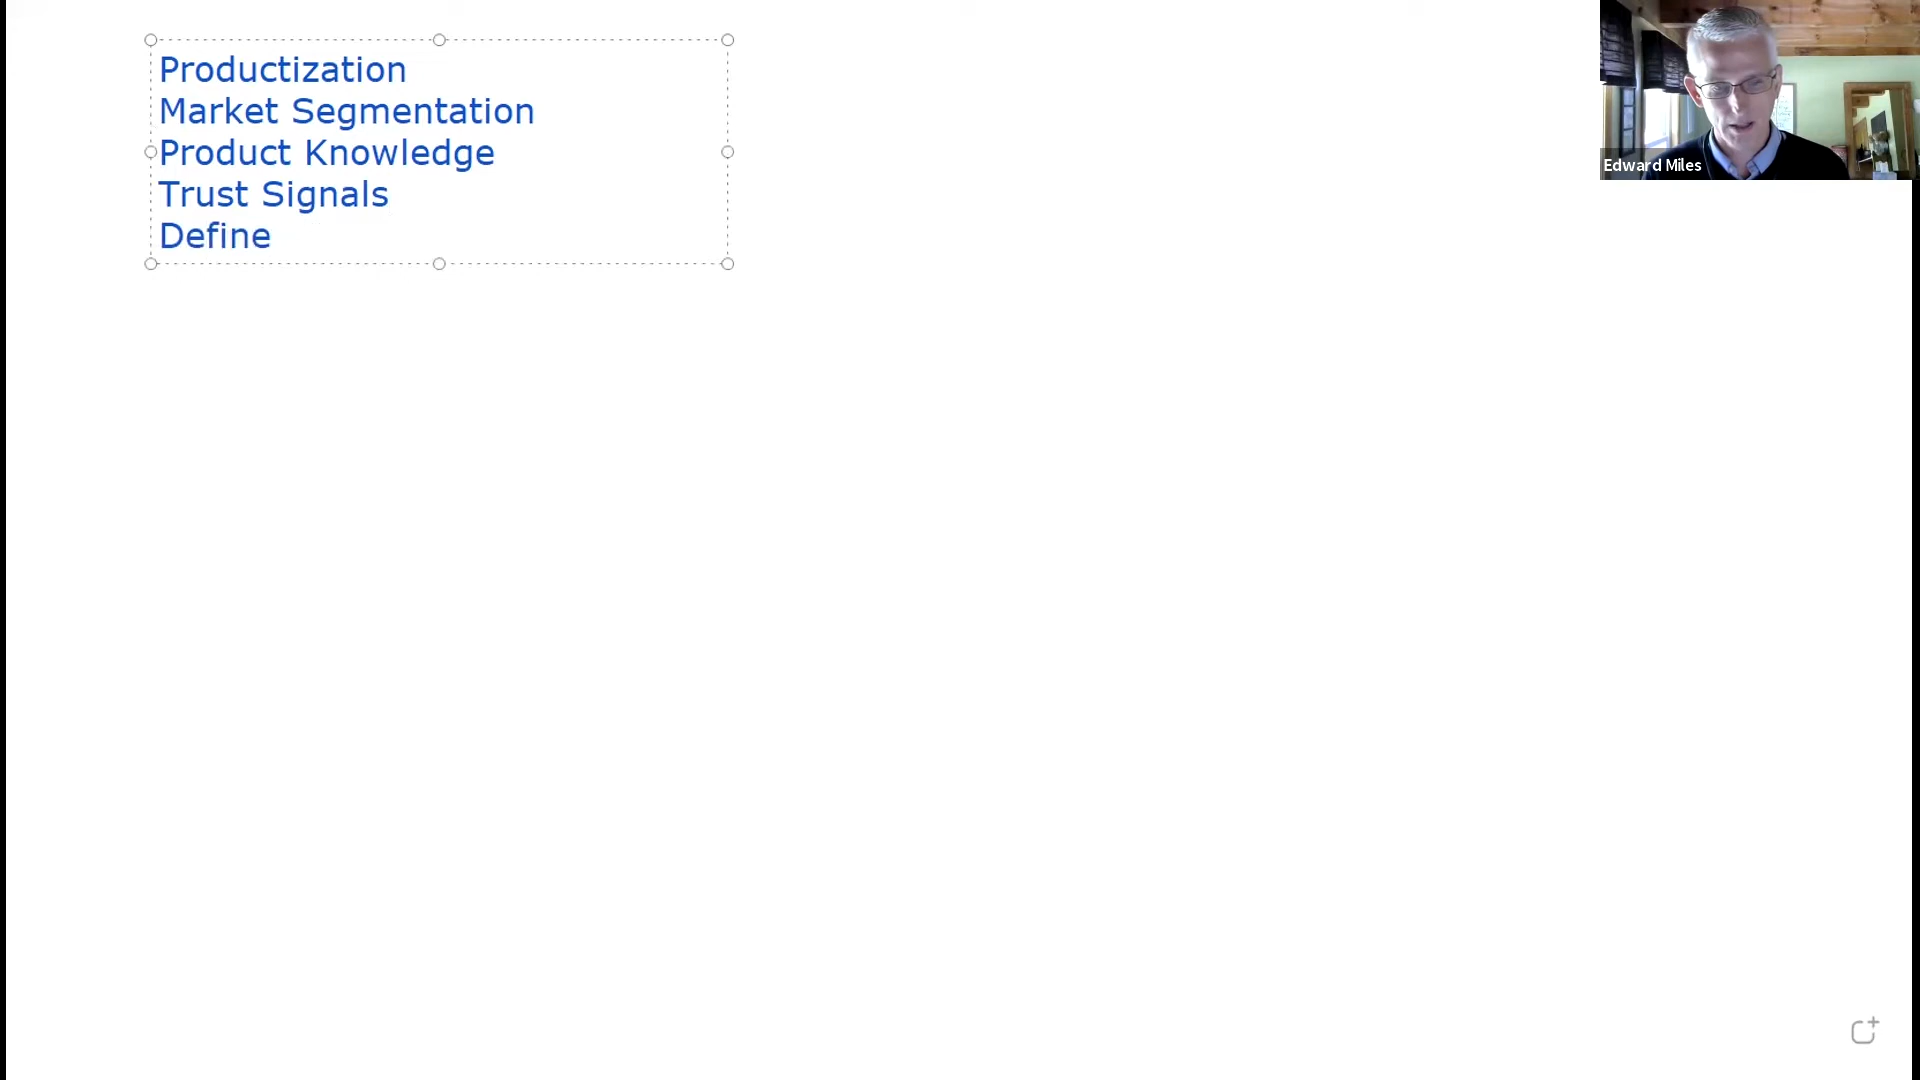 Productization
Market Segmentation
Product Knowledge
Trust Signals
Define
Edward Miles